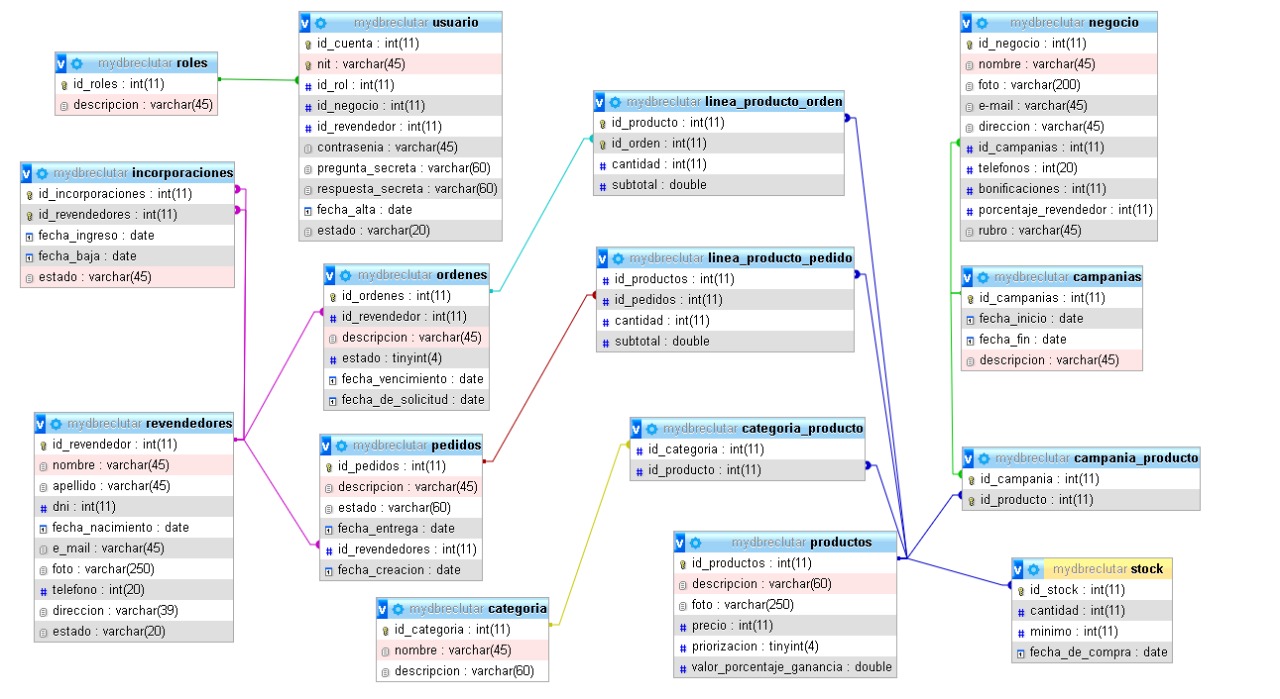 mydbreclutar roles
id_roles : int(11)
descripcion : varchar(45)
mydbreclutar usuario
id_cuenta : int(11)
nit : varchar(45)
id_rol : int(11)
id_negocio : int(11)
id_revendedor : int(11)
contrasenia : varchar(45)
pregunta_secreta : varchar(60)
respuesta_secreta : varchar(60)
fecha_alta : date
estado : varchar(20)
mydbreclutar linea_producto_orden
id_producto : int(11)
id_orden : int(11)
cantidad : int(11)
subtotal : double
mydbreclutar negocio
id_negocio : int(11)
nombre : varchar(45)
foto : varchar(200)
e-mail : varchar(45)
direccion : varchar(45)
id_campanias : int(11)
telefonos : int(20)
bonificaciones : int(11)
porcentaje_revendedor : int(11)
rubro : varchar(45)
mydbreclutar incorporaciones
id_incorporaciones : int(11)
id_revendedores : int(11)
fecha_ingreso : date
fecha_baja : date
estado : varchar(45)
mydbreclutar ordenes
id_ordenes : int(11)
id_revendedor : int(11)
descripcion : varchar(45)
estado : tinyint(4)
fecha_vencimiento : date
fecha_de_solicitud : date
mydbreclutar linea_producto_pedido
id_productos : int(11)
id_pedidos : int(11)
cantidad : int(11)
subtotal : double
mydbreclutar campanias
id_campanias : int(11)
fecha_inicio : date
fecha_fin : date
descripcion : varchar(45)
mydbreclutar revendedores
id_revendedor : int(11)
nombre : varchar(45)
apellido : varchar(45)
dni : int(11)
fecha_nacimiento : date
e_mail : varchar(45)
foto : varchar(250)
telefono : int(20)
direccion : varchar(39)
estado : varchar(20)
mydbreclutar pedidos
id_pedidos : int(11)
descripcion : varchar(45)
estado : varchar(60)
fecha_entrega : date
id_revendedores : int(11)
fecha_creacion : date
mydbreclutar categoria_producto
id_categoria : int(11)
id_producto : int(11)
mydbreclutar campania_producto
id_campania : int(11)
id_producto : int(11)
mydbreclutar categoria
id_categoria : int(11)
nombre : varchar(45)
descripcion : varchar(60)
mydbreclutar productos
id_productos : int(11)
descripcion : varchar(60)
foto : varchar(250)
precio : int(11)
priorizacion : tinyint(4)
valor_porcentaje_ganancia : double
mydbreclutar stock
id_stock : int(11)
cantidad : int(11)
minimo : int(11)
fecha_de_compra : date